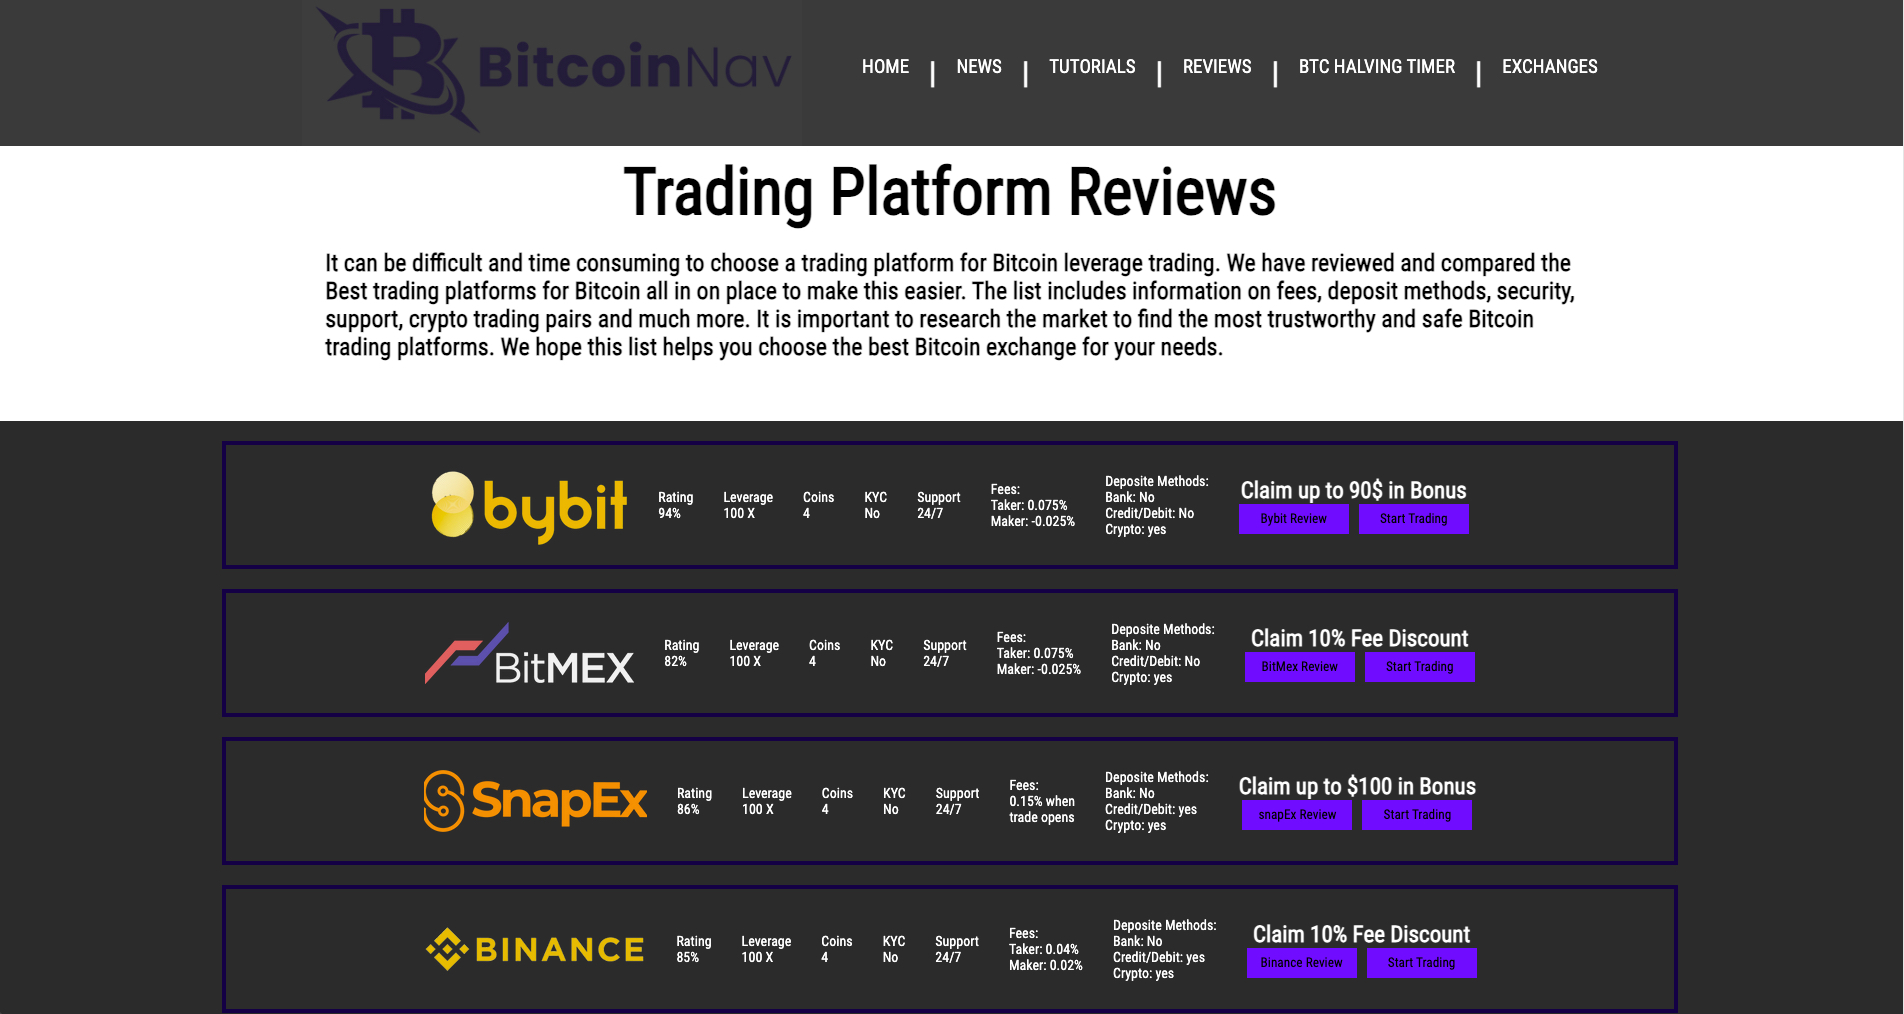 BitcoinNav
HOME | NEWS | TUTORIALS | REVIEWS | BTC HALVING TIMER | EXCHANGES
Trading Platform Reviews
It can be difficult and time consuming to choose a trading platform for Bitcoin leverage trading. We have reviewed and compared the
Best trading platforms for Bitcoin all in on place to make this easier. The list includes information on fees, deposit methods, security,
support, crypto trading pairs and much more. It is important to research the market to find the most trustworthy and safe Bitcoin
trading platforms. We hope this list helps you choose the best Bitcoin exchange for your needs.
bybit
Rating
94%
Leverage
100 X
Coins
4
KYC
No
Support
24/7
Fees:
Taker: 0.075%
Maker: -0.025%
Deposite Methods:
Bank: No
Credit/Debit: No
Crypto: yes
Claim up to 90$ in Bonus
Bybit Review
Start Trading
BitMEX
Rating
82%
Leverage
100 X
Coins
4
KYC
No
Support
24/7
Fees:
Taker: 0.075%
Maker: -0.025%
Deposite Methods:
Bank: No
Credit/Debit: No
Crypto: yes
Claim 10% Fee Discount
BitMex Review
Start Trading
SnapEx
Rating
86%
Leverage
100 X
Coins
4
KYC
No
Support
24/7
Fees:
0.15% when
trade opens
Deposite Methods:
Bank: No
Credit/Debit: yes
Crypto: yes
Claim up to $100 in Bonus
snapEx Review
Start Trading
BINANCE
Rating
85%
Leverage
100 X
Coins
4
KYC
No
Support
24/7
Fees:
Taker: 0.04%
Maker: 0.02%
Deposite Methods:
Bank: No
Credit/Debit: yes
Crypto: yes
Claim 10% Fee Discount
Binance Review
Start Trading